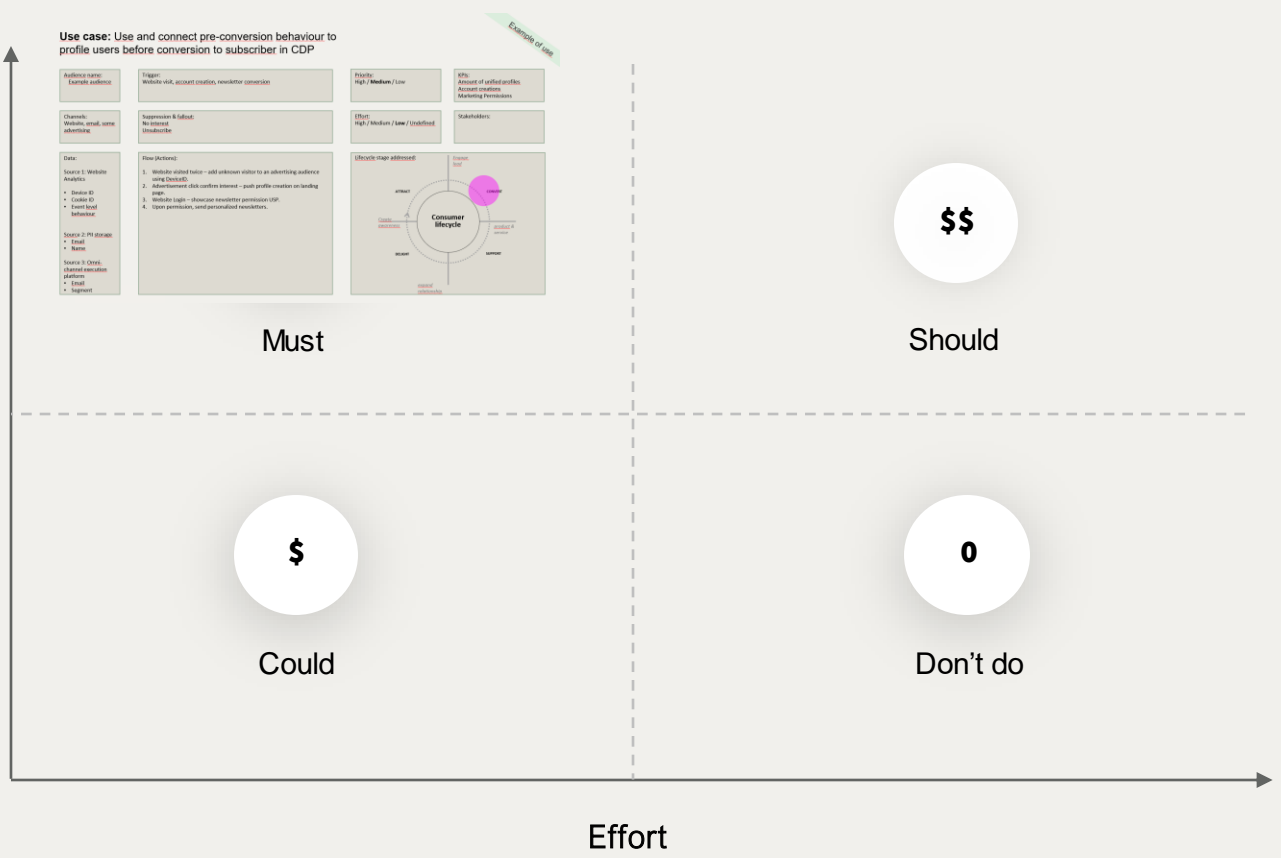 Use case: Use and connect pre-conversion behaviour to
profile users before conversion to subscriber in CDP
Example of use
Audience name:
Example audience
Trigger:
Website visit, account creation, newsletter conversion
Priority:
High / Medium / Low
KPIs:
Amount of unified profiles
Account creations
Marketing Permissions
Channels:
Website, email, some
advertising
Suppression & fallout:
No interest
Unsubscribe
Effort:
High / Medium / Low / Undefined
Stakeholders:
Data:
Source 1: Website
Analytics
• Device ID
• Cookie ID
• Event level
behaviour
Source 2: PII storage
• Email
• Name
Source 3: Omni-
channel execution
platform
• Email
• Segment
Flow (Actions):
1. Website visited twice – add unknown visitor to an advertising audience
using DeviceID.
2. Advertisement click confirm interest – push profile creation on landing
page.
3. Website Login – showcase newsletter permission USP.
4. Upon permission, send personalized newsletters.
Lifecycle stage addressed:
ATTRACT
Consumer
lifecycle
product &
service
DELIGHT
SUPPORT
expand
relationship
Must
$$
Should
$
Could
0
Don’t do
Effort